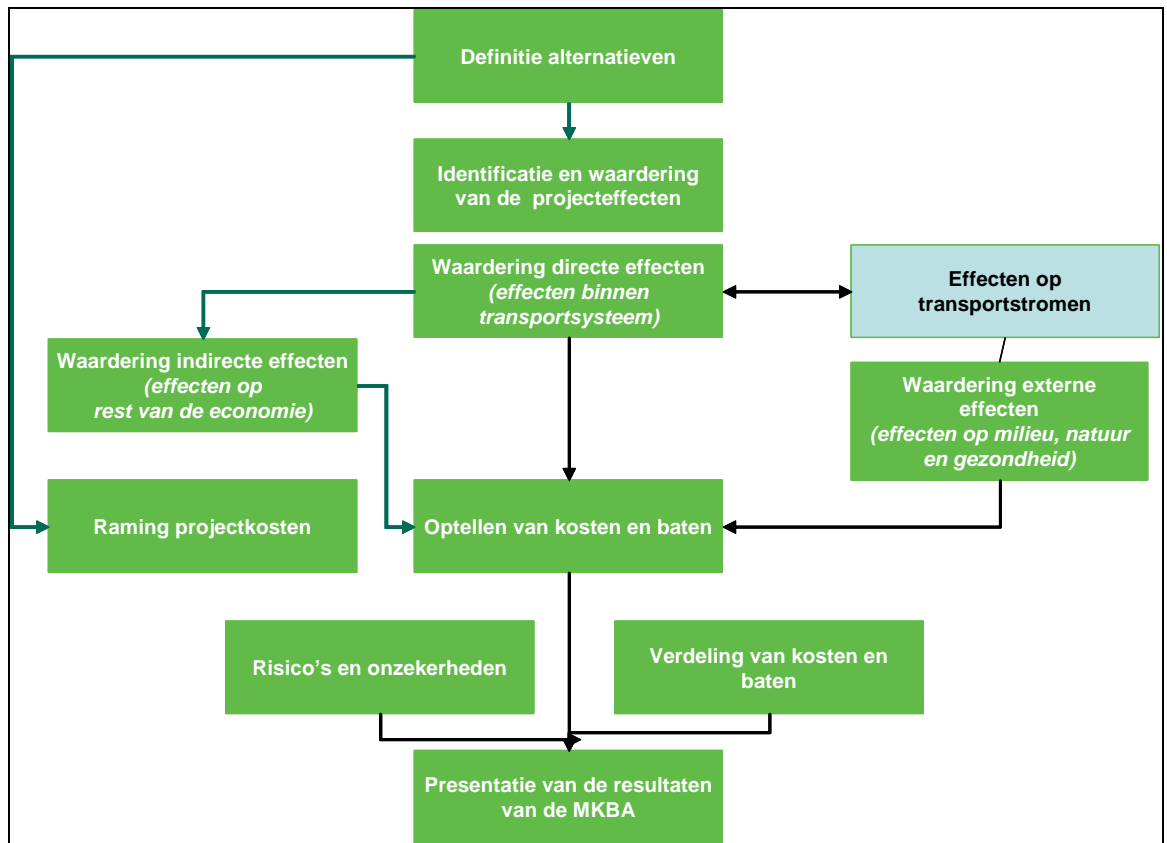 Definitie alternatieven
Identificatie en waardering
van de projecteffecten
Waardering directe effecten
(effecten binnen
transportsysteem)
Effecten op
transportstromen
Waardering indirecte effecten
(effecten op
rest van de economie)
Waardering externe
effecten
(effecten op milieu, natuur
en gezondheid)
Raming projectkosten
Optellen van kosten en baten
Risico's en onzekerheden
Verdeling van kosten en
baten
Presentatie van de resultaten
van de MKBA